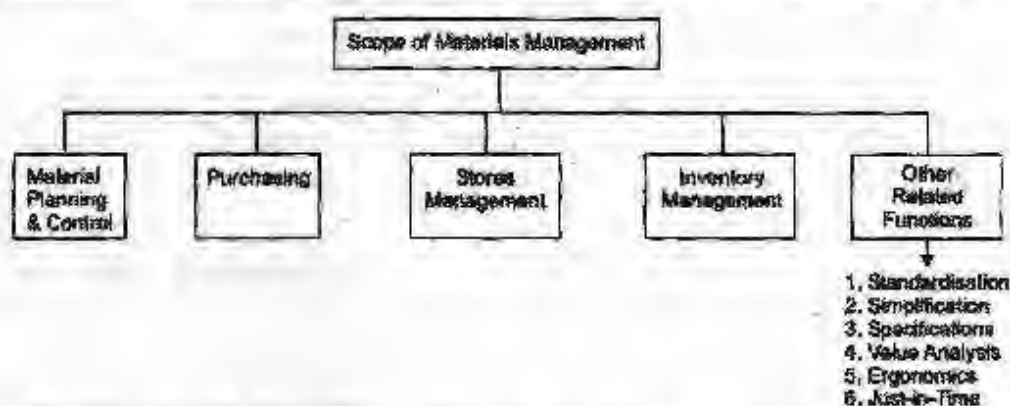 Scope of Materials Management
Material
Planning
& Control
Purchasing
Stores
Management
Inventory
Management
Other
Related
Functions
1. Standardisation
2. Simplification
3. Specifications
4. Value Analysis
5. Ergonomics
6. Just-in-Time